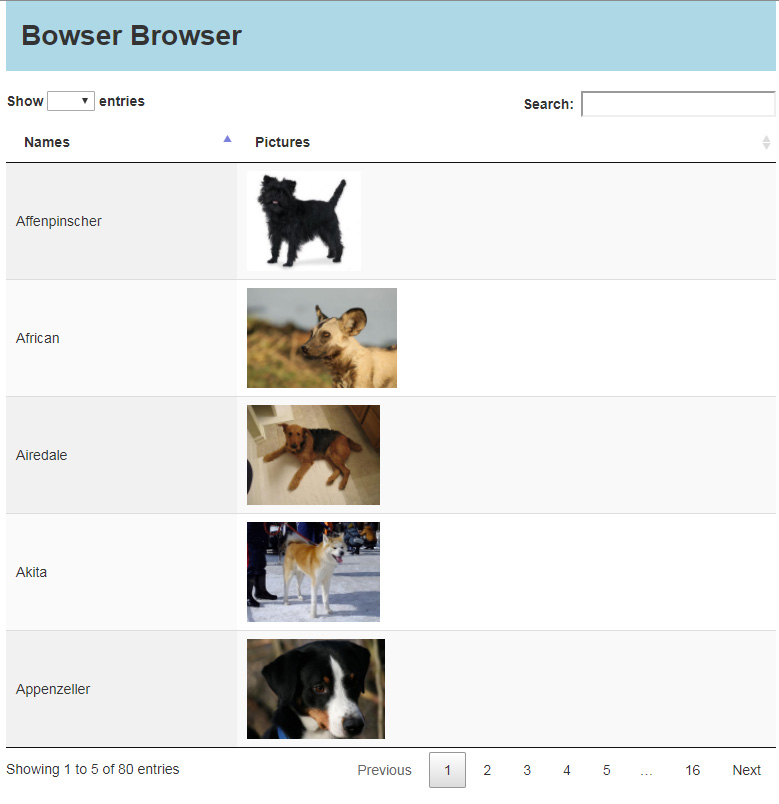 Bowser Browser
Show entries
Search:
Names Pictures
Affenpinscher
African
Airedale
Akita
Appenzeller
Showing 1 to 5 of 80 entries Previous 1 2 3 4 5 … 16 Next